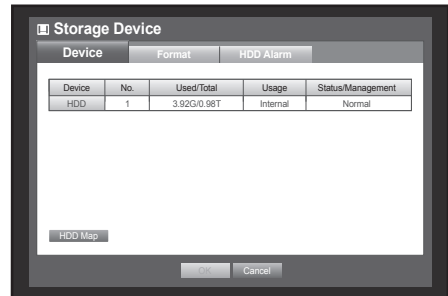 Storage Device
Device Format HDD Alarm
Device No. Used/Total Usage Status/Management
HDD 1 3.92G/0.98T Internal Normal
HDD Map
OK Cancel